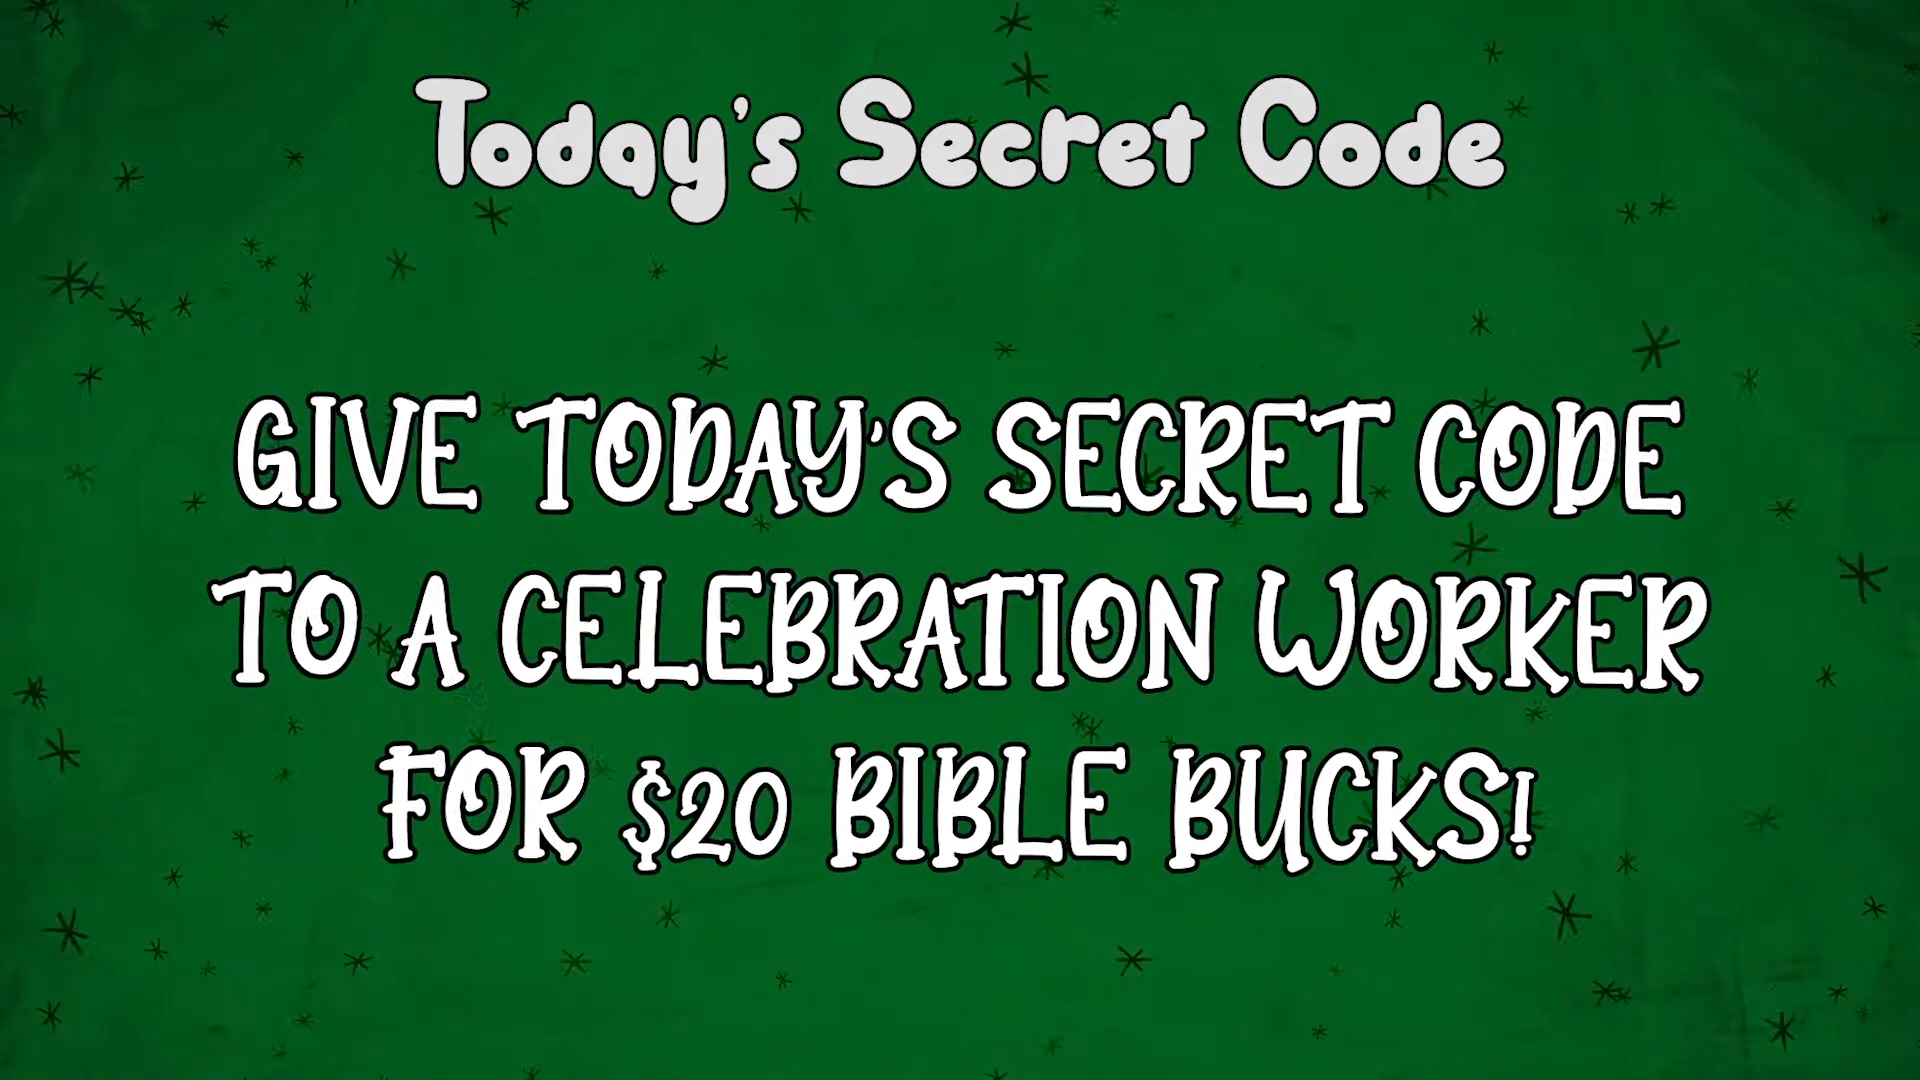 Today's Secret Code
GIVE TODAY'S SECRET CODE
TO A CELEBRATION WORKER
FOR $20 BIBLE BUCKS!